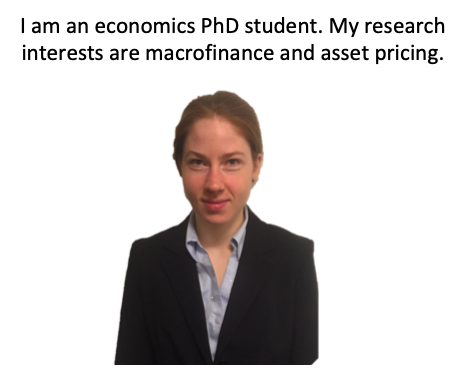 I am an economics PhD student. My research
interests are macrofinance and asset pricing.